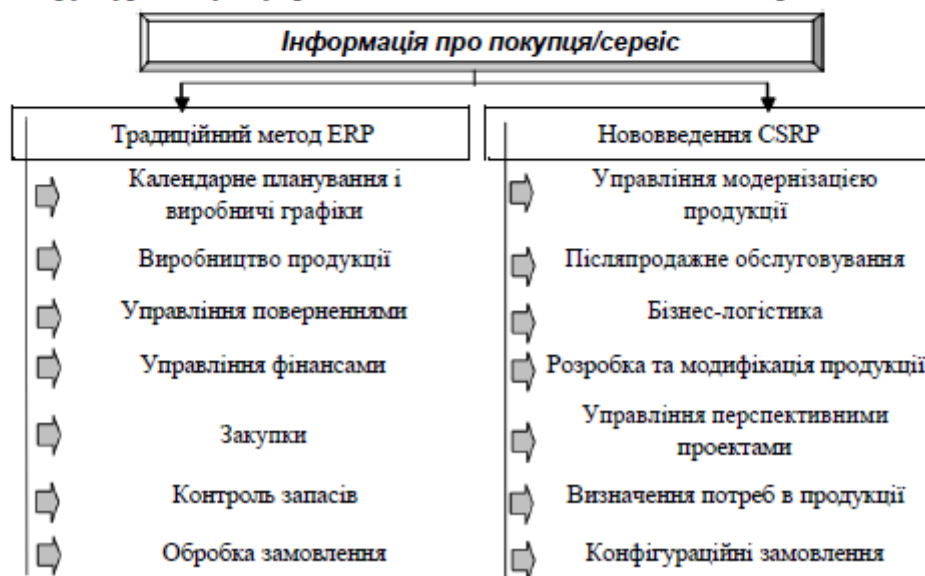 Інформація про покупця/сервіс
Традиційний метод ERP
Календарне планування і
виробничі графіки
Виробництво продукції
Управління поверненнями
Управління фінансами
Закупки
Контроль запасів
Обробка замовлення
Нововведення CSRP
Управління модернізацією
продукції
Післяпродажне обслуговування
Бізнес-логістика
Розробка та модифікація продукції
Управління перспективними
проектами
Визначення потреб в продукції
Конфігураційні замовлення